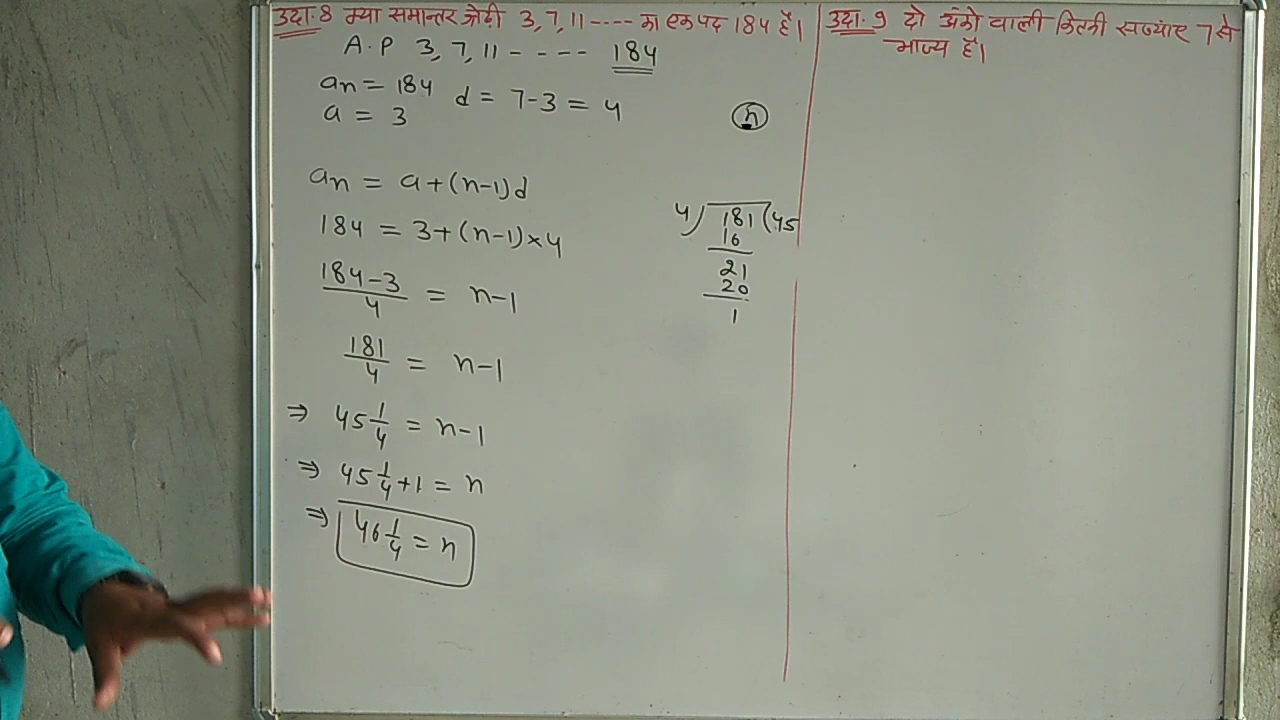 उदा. 8 क्या समान्तर श्रेढी 3, 7, 11 ---- का एक पद 184 है।
A.P 3, 7, 11 - - - - 184
an = 184 d = 7-3 = 4
a = 3
n
an = a+(n-1)d
184 = 3+(n-1)×4
184-3/4 = n-1
181/4 = n-1
⇒ 45 1/4 = n-1
⇒ 45 1/4 +1 = n
⇒ 46 1/4 = n
4) 181 (45
16
21
20
1
उदा. 9 दो अंको वाली कितनी संख्याएं 7 से
भाज्य है।